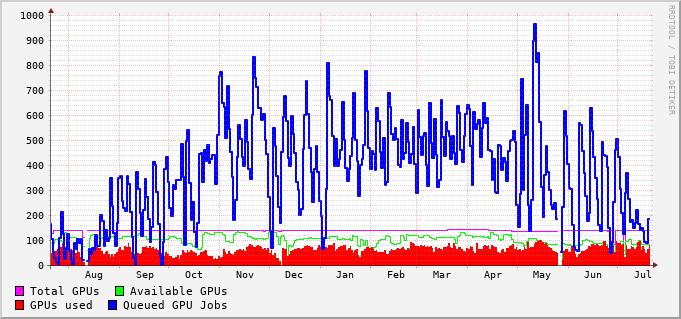 1000
900
800
700
600
500
400
300
200
100
0
Aug Sep Oct Nov Dec Jan Feb Mar Apr May Jun Jul
Total GPUs Available GPUs
GPUs used Queued GPU Jobs
RRDTOOL / TOBI OETIKER